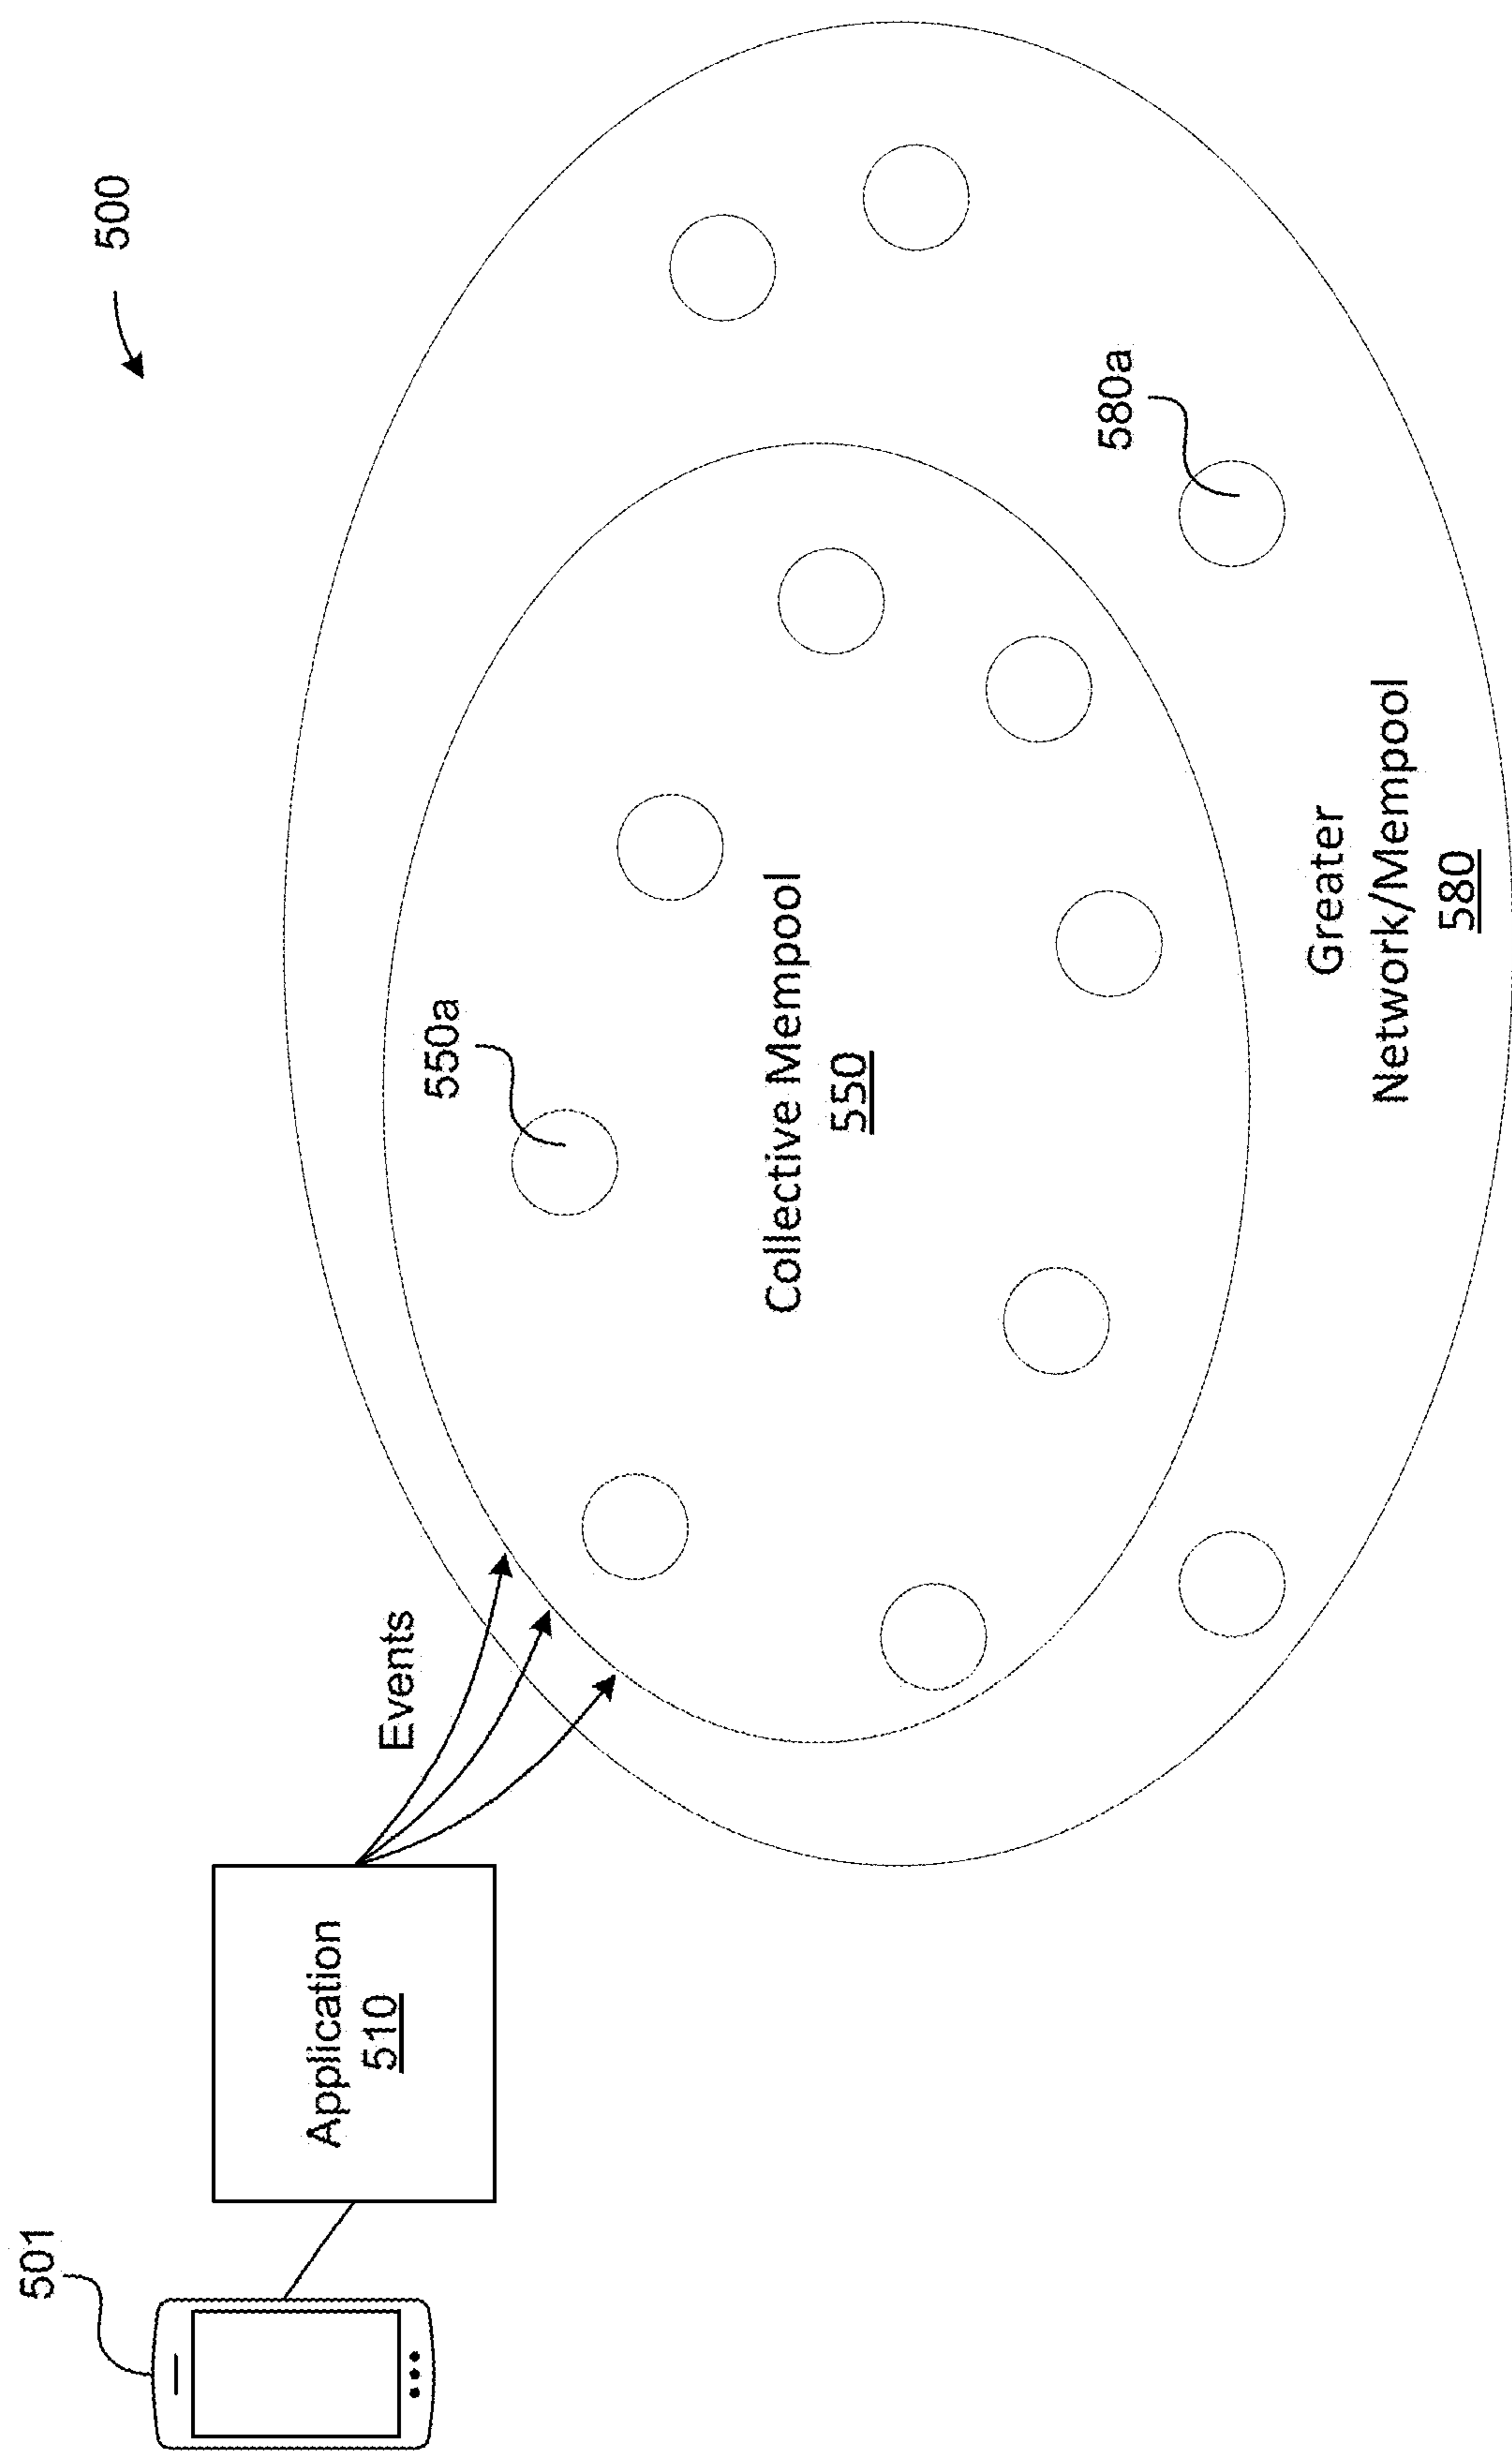 500
501
Application
510
Events
550a
Collective Mempool
550
580a
Greater
Network/Mempool
580